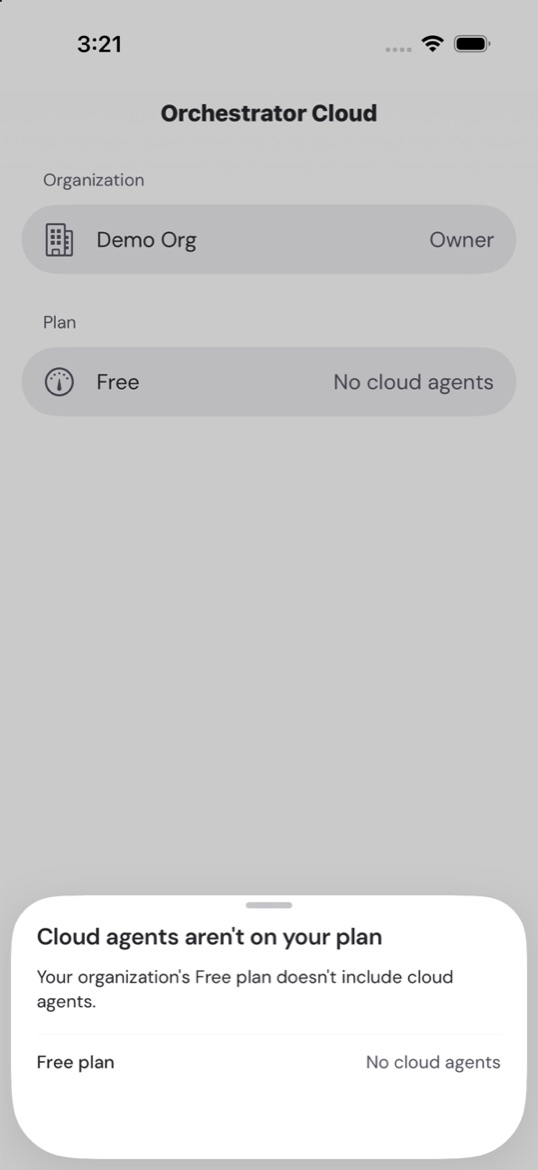 3:21
Orchestrator Cloud
Organization
Demo Org Owner
Plan
Free No cloud agents
Cloud agents aren't on your plan
Your organization's Free plan doesn't include cloud
agents.
Free plan No cloud agents